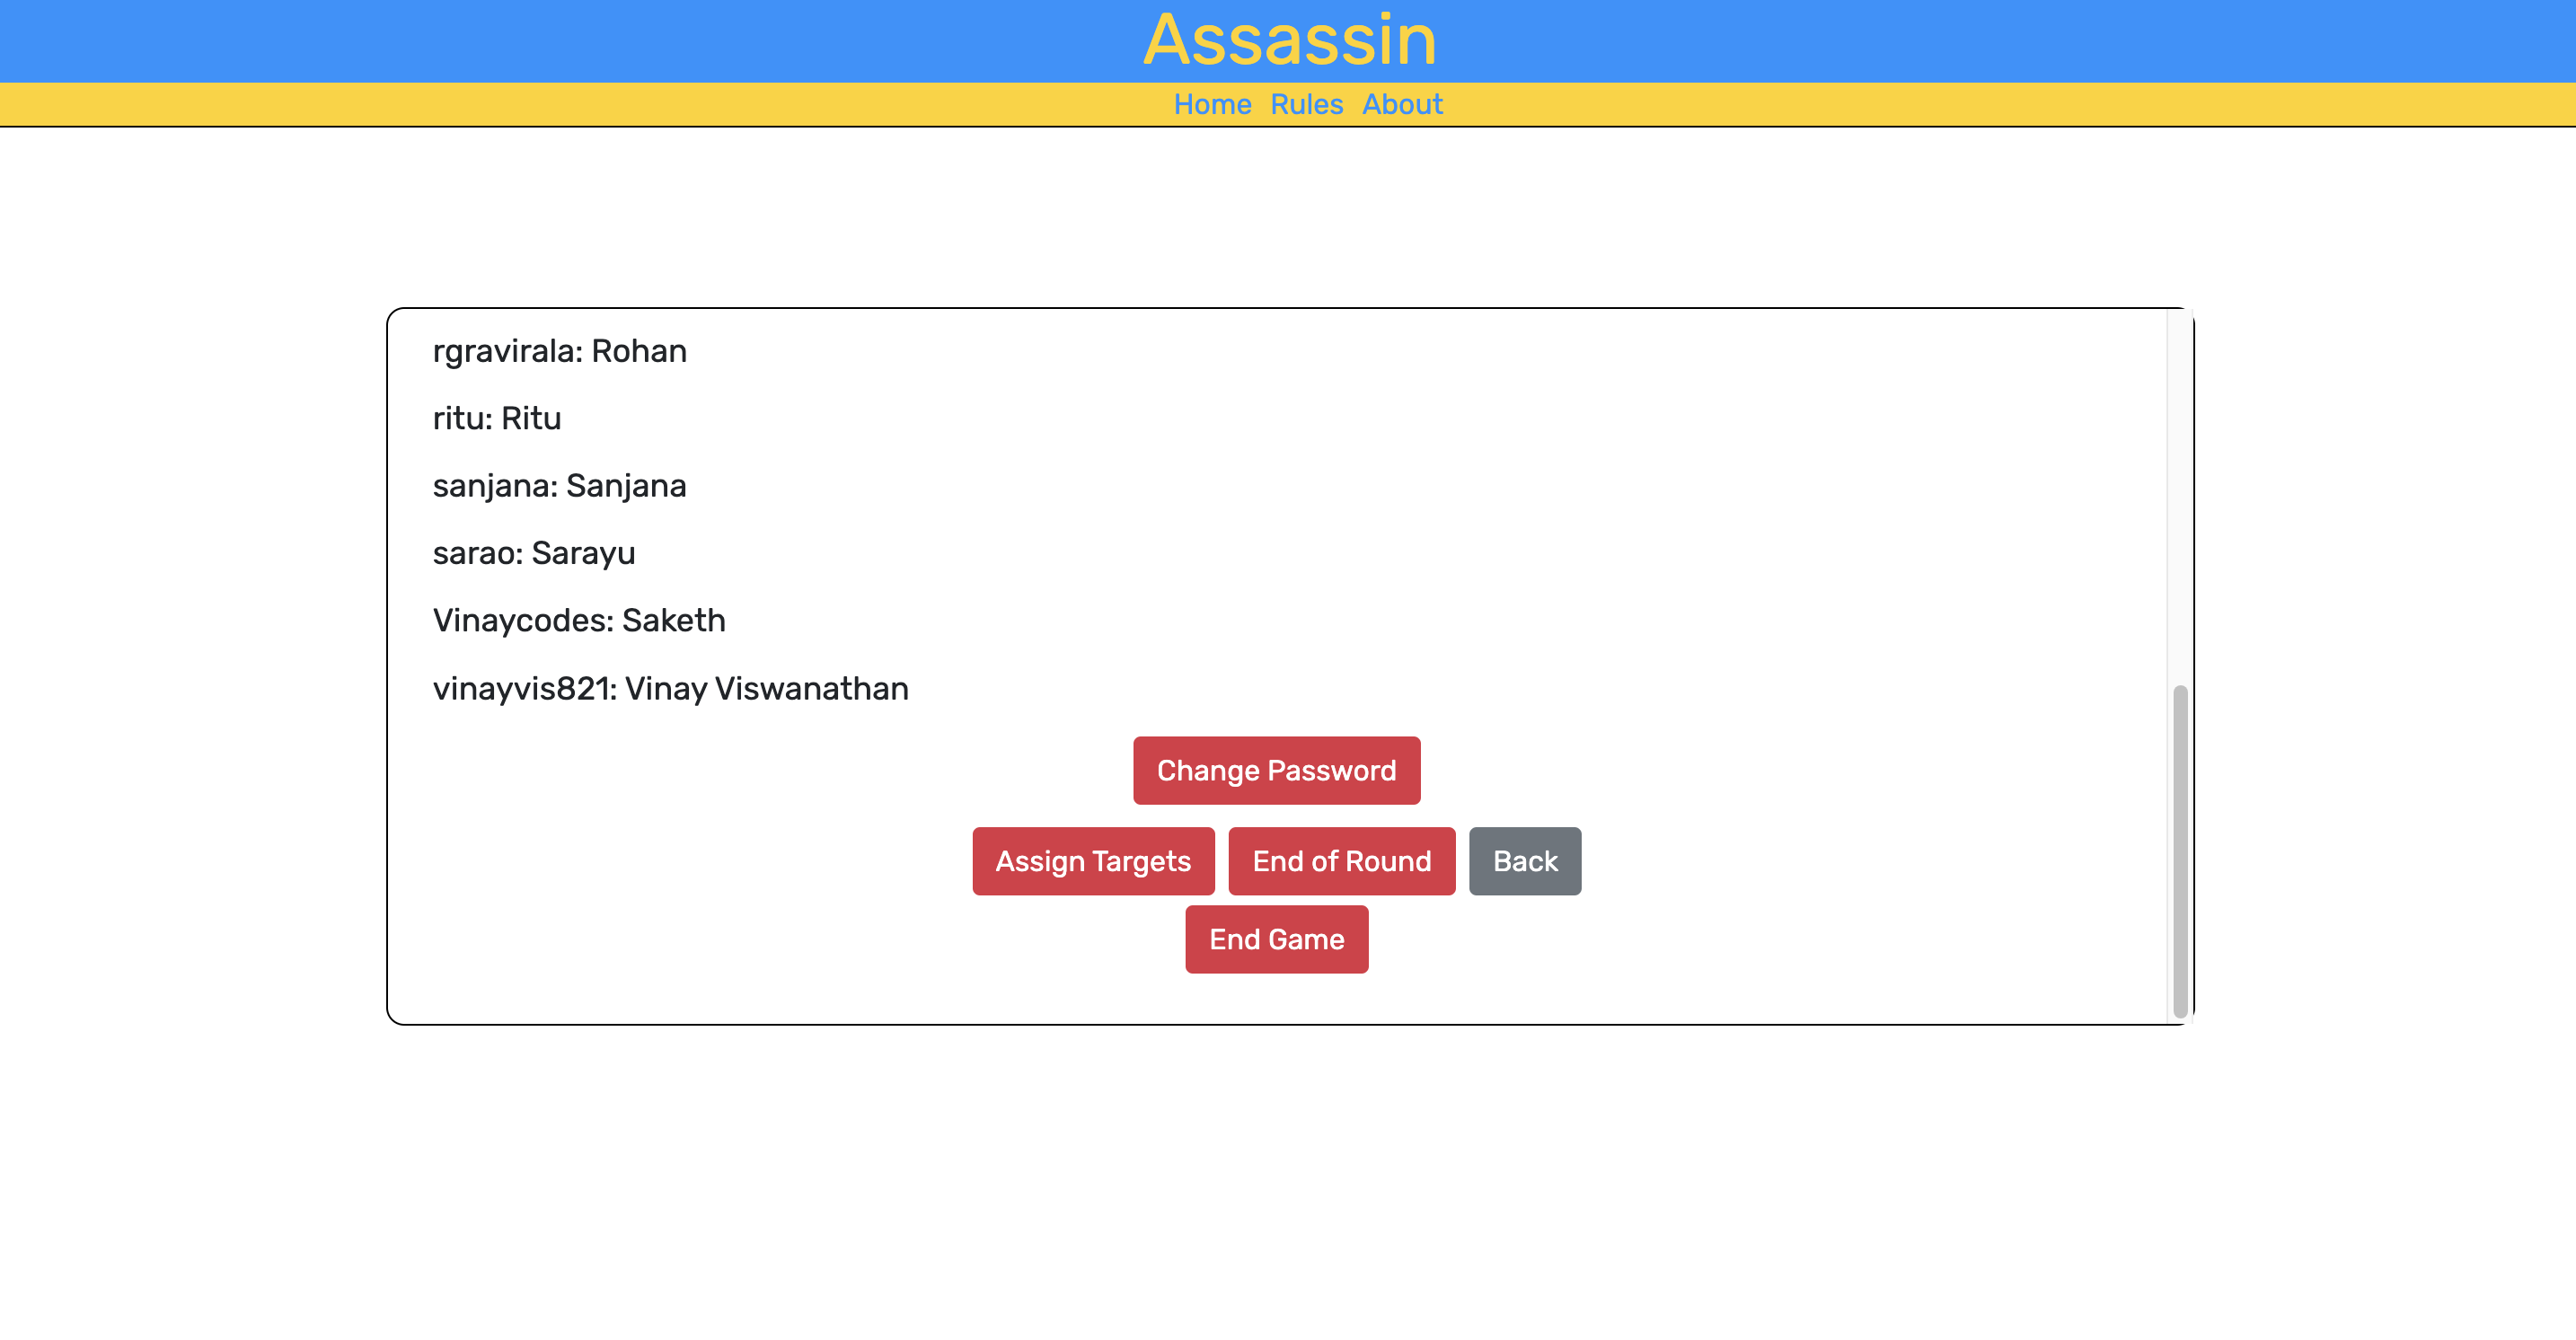 Assassin
Home Rules About
rgravirala: Rohan
ritu: Ritu
sanjana: Sanjana
sarao: Sarayu
Vinaycodes: Saketh
vinayvis821: Vinay Viswanathan
Change Password
Assign Targets End of Round Back
End Game